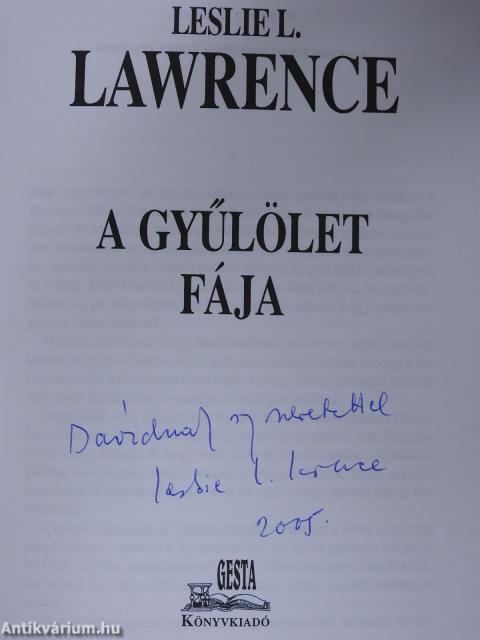 LESLIE L.
LAWRENCE
A GYŰLÖLET
FÁJA
Dávidnak szeretettel
Leslie L. Lawrence
2005.
GESTA
KÖNYVKIADÓ
Antikvárium.hu